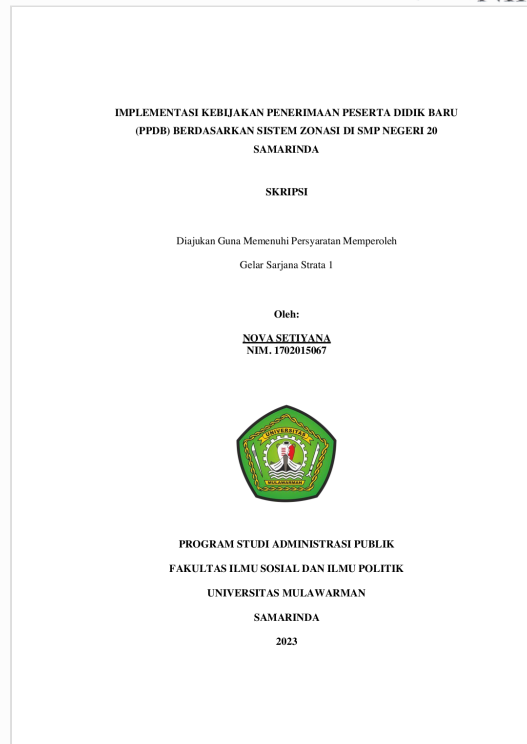 IMPLEMENTASI KEBIJAKAN PENERIMAAN PESERTA DIDIK BARU
(PPDB) BERDASARKAN SISTEM ZONASI DI SMP NEGERI 20
SAMARINDA
SKRIPSI
Diajukan Guna Memenuhi Persyaratan Memperoleh
Gelar Sarjana Strata 1
Oleh:
NOVA SETIYANA
NIM. 1702015067
UNIVERSITAS
MULAWARMAN
PROGRAM STUDI ADMINISTRASI PUBLIK
FAKULTAS ILMU SOSIAL DAN ILMU POLITIK
UNIVERSITAS MULAWARMAN
SAMARINDA
2023